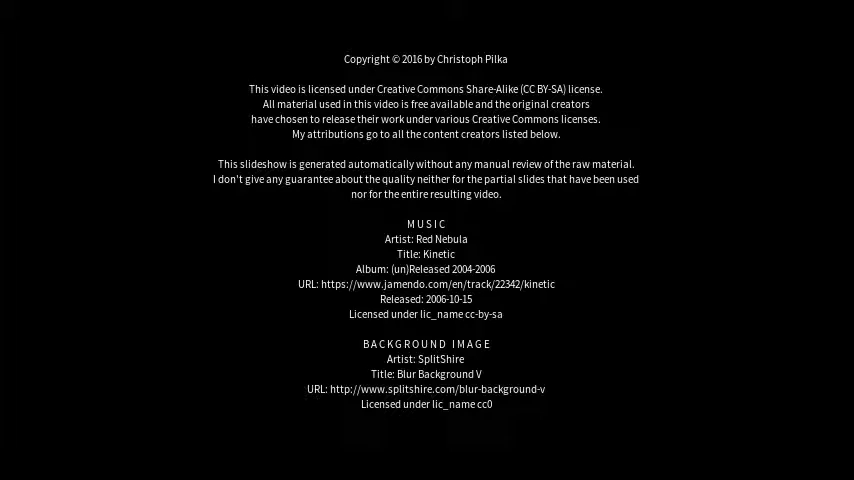 Copyright © 2016 by Christoph Pilka
This video is licensed under Creative Commons Share-Alike (CC BY-SA) license.
All material used in this video is free available and the original creators
have chosen to release their work under various Creative Commons licenses.
My attributions go to all the content creators listed below.
This slideshow is generated automatically without any manual review of the raw material.
I don't give any guarantee about the quality neither for the partial slides that have been used
nor for the entire resulting video.
MUSIC
Artist: Red Nebula
Title: Kinetic
Album: (un)Released 2004-2006
URL: https://www.jamendo.com/en/track/22342/kinetic
Released: 2006-10-15
Licensed under lic_name cc-by-sa
BACKGROUND IMAGE
Artist: SplitShire
Title: Blur Background V
URL: http://www.splitshire.com/blur-background-v
Licensed under lic_name cc0